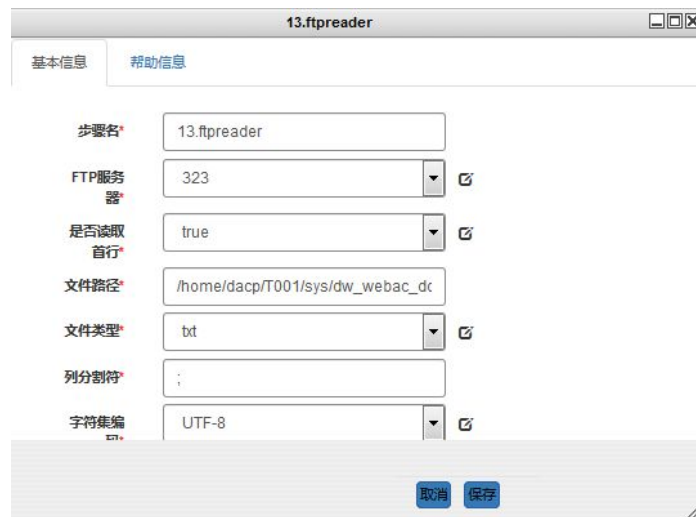 13.ftpreader
基本信息 帮助信息
步骤名* 13.ftpreader
FTP服务
器* 323
是否读取
首行* true
文件路径* /home/dacp/T001/sys/dw_webac_dc
文件类型* txt
列分割符* ;
字符集编
码* UTF-8
取消 保存